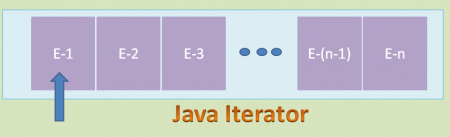 E-1 E-2 E-3 E-(n-1) E-n
Java Iterator